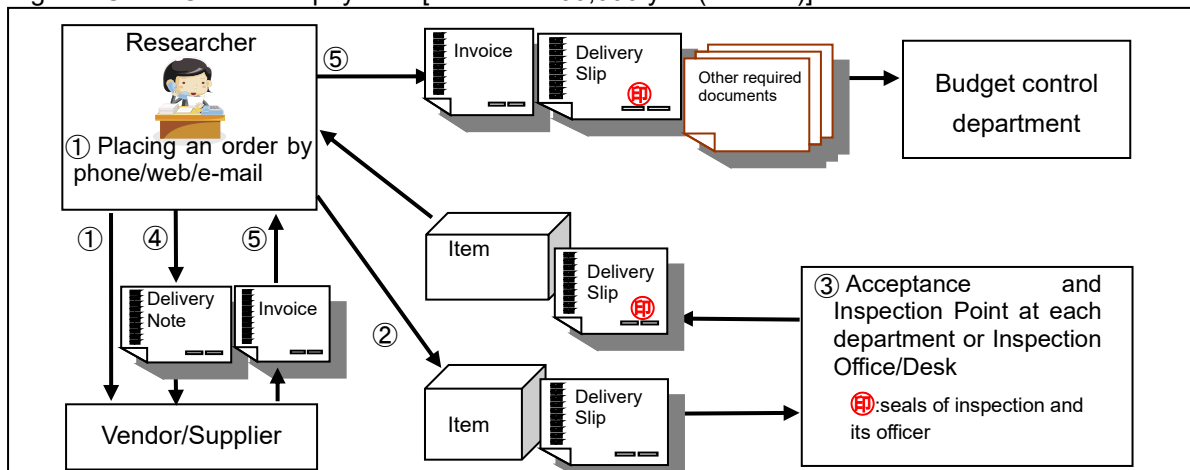 Researcher
① Placing an order by
phone/web/e-mail
⑤
Invoice
Delivery
Slip
印
Other required
documents
Budget control
department
①
④
⑤
Delivery
Note
Invoice
②
Vendor/Supplier
Item
Delivery
Slip
印
Item
Delivery
Slip
③ Acceptance and
Inspection Point at each
department or Inspection
Office/Desk
印:seals of inspection and
its officer